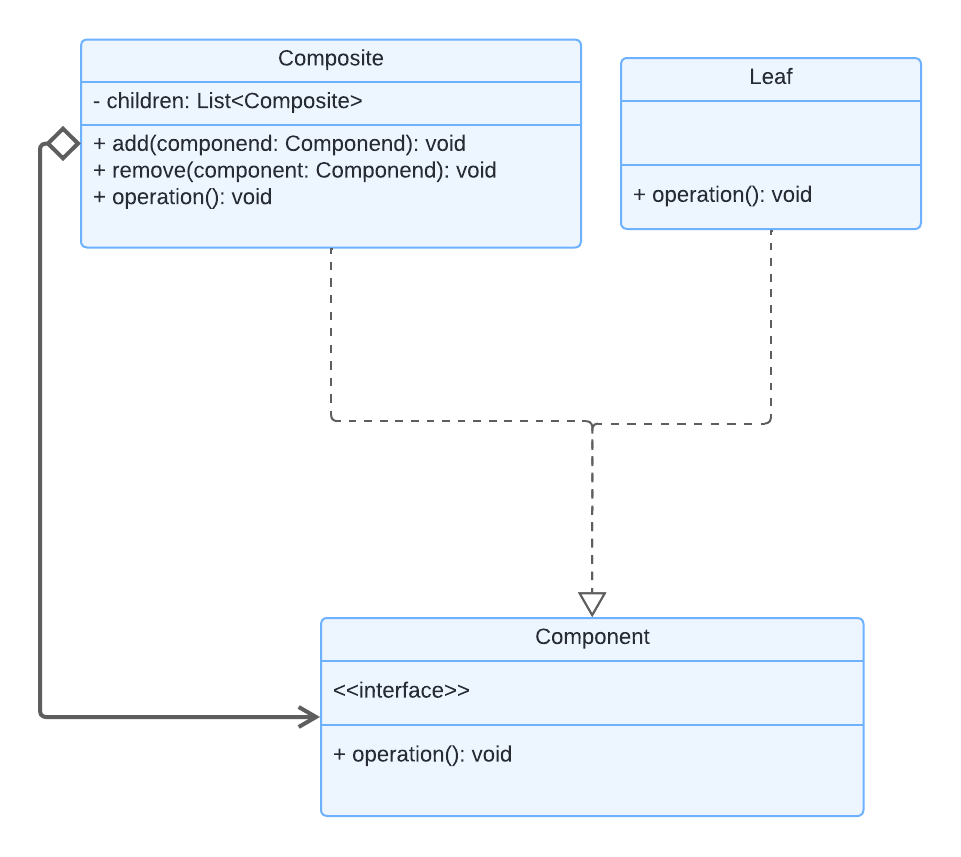 Composite
- children: List<Composite>
+ add(componend: Componend): void
+ remove(component: Componend): void
+ operation(): void
Leaf
+ operation(): void
Component
<<interface>>
+ operation(): void